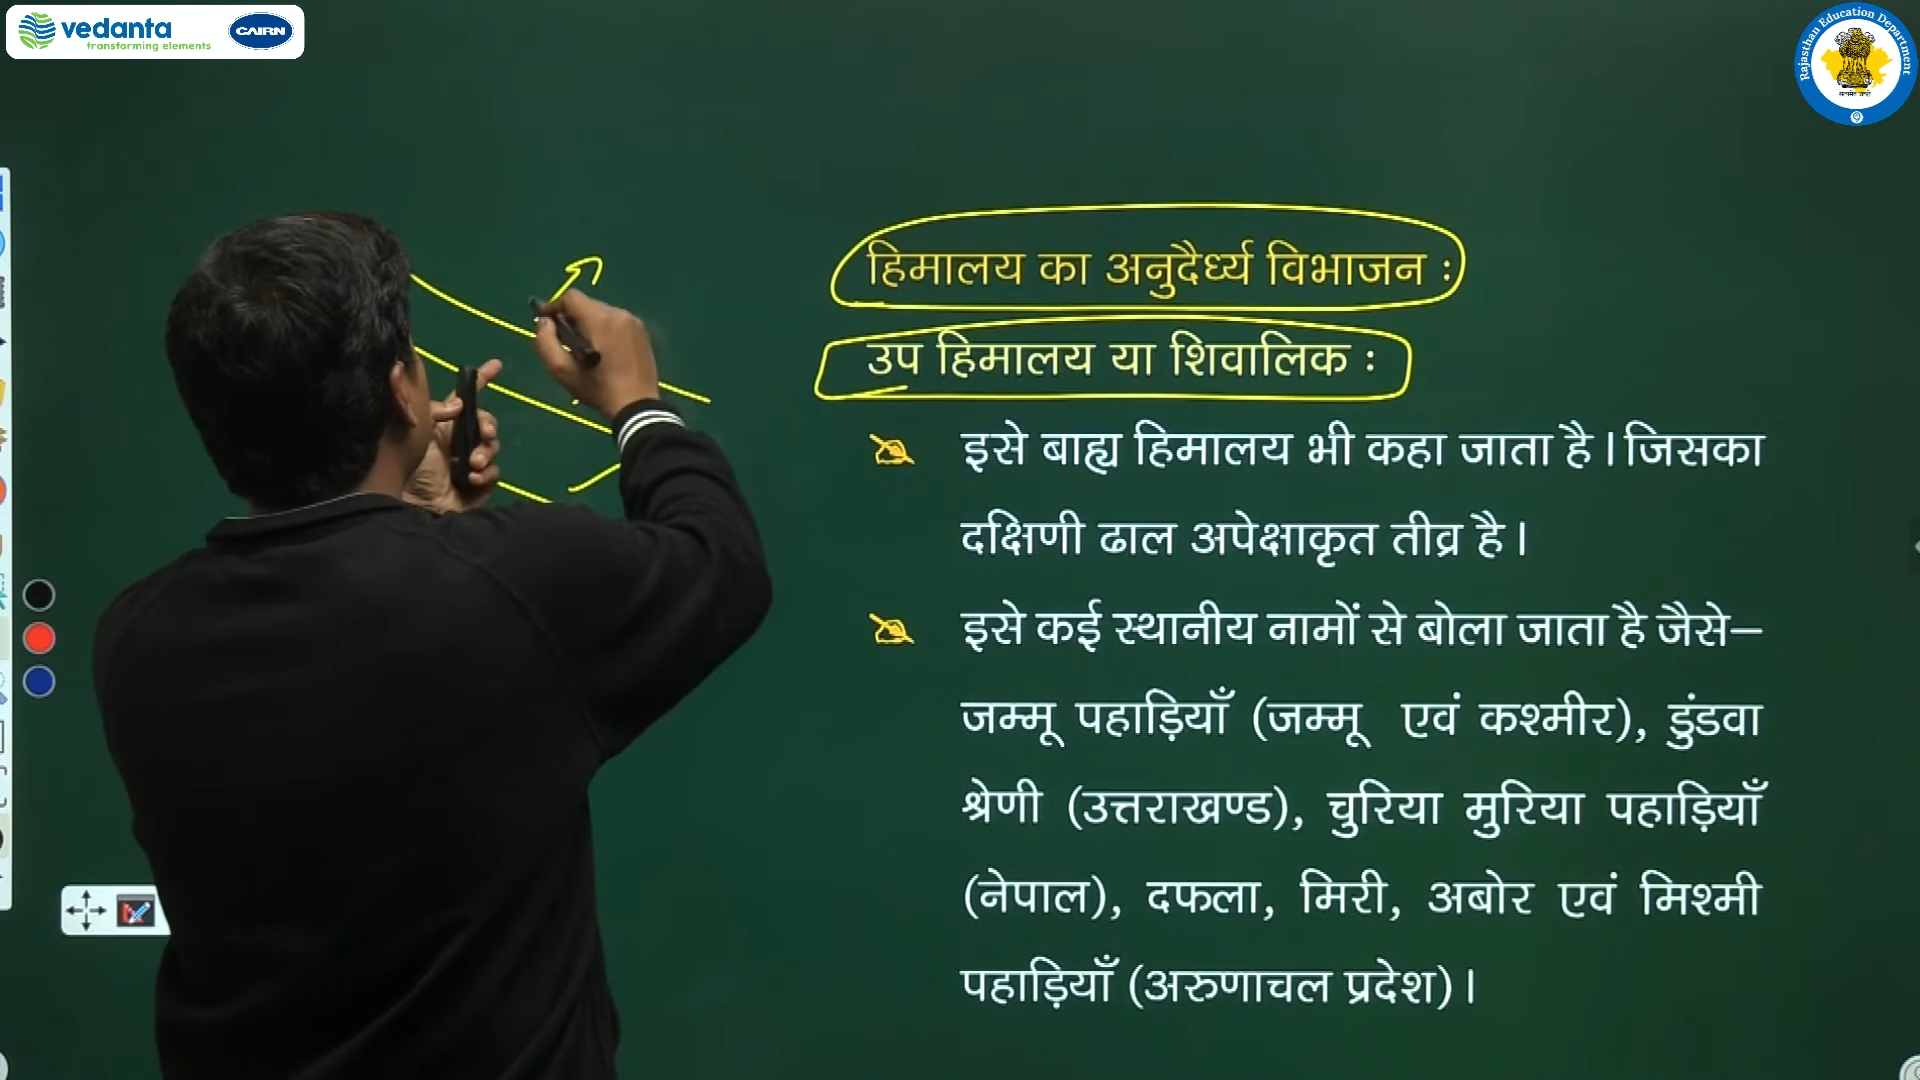 vedanta
transforming elements
CAIRN
Rajasthan Education Department
हिमालय का अनुदैर्ध्य विभाजन :
उप हिमालय या शिवालिक :
इसे बाह्य हिमालय भी कहा जाता है । जिसका
दक्षिणी ढाल अपेक्षाकृत तीव्र है ।
इसे कई स्थानीय नामों से बोला जाता है जैसे–
जम्मू पहाड़ियाँ (जम्मू एवं कश्मीर), डुंडवा
श्रेणी (उत्तराखण्ड), चुरिया मुरिया पहाड़ियाँ
(नेपाल), दफला, मिरी, अबोर एवं मिश्मी
पहाड़ियाँ (अरुणाचल प्रदेश) ।